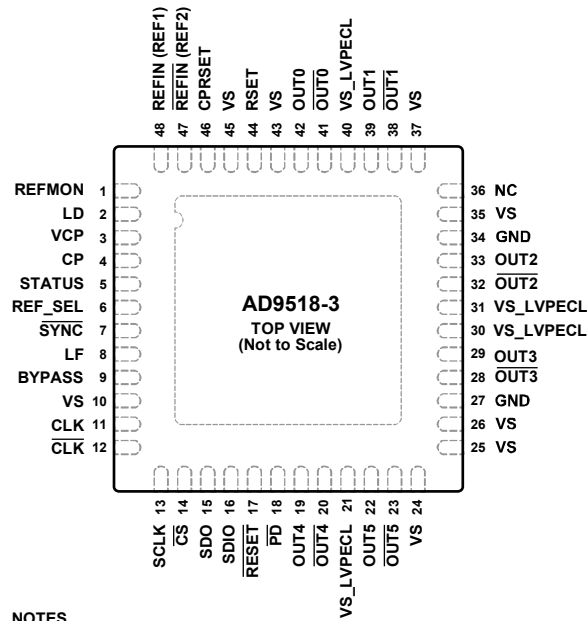 48 REFIN (REF1)
47 REFIN (REF2)
46 CPRSET
45 VS
44 RSET
43 VS
42 OUT0
41 OUT0
40 VS_LVPECL
39 OUT1
38 OUT1
37 VS
REFMON 1
LD 2
VCP 3
CP 4
STATUS 5
REF_SEL 6
SYNC 7
LF 8
BYPASS 9
VS 10
CLK 11
CLK 12
AD9518-3
TOP VIEW
(Not to Scale)
36 NC
35 VS
34 GND
33 OUT2
32 OUT2
31 VS_LVPECL
30 VS_LVPECL
29 OUT3
28 OUT3
27 GND
26 VS
25 VS
SCLK 13
CS 14
SDO 15
SDIO 16
RESET 17
PD 18
OUT4 19
OUT4 20
VS_LVPECL 21
OUT5 22
OUT5 23
VS 24
NOTES